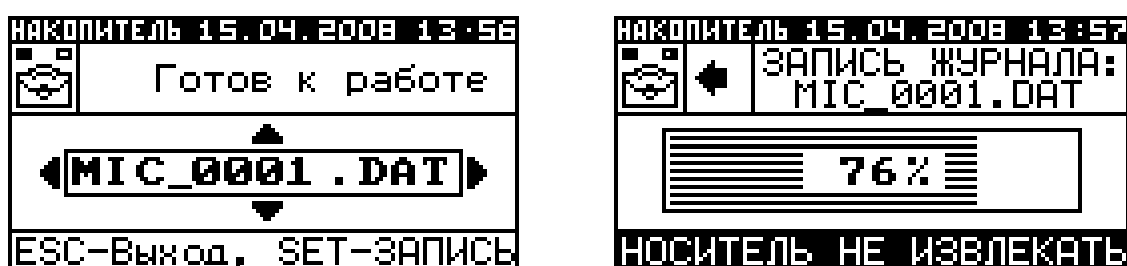 НАКОПИТЕЛЬ 15.04.2008 13:56
Готов к работе
MIC_0001.DAT
ESC-Выход, SET-ЗАПИСЬ
НАКОПИТЕЛЬ 15.04.2008 13:57
ЗАПИСЬ ЖУРНАЛА:
MIC_0001.DAT
76%
НОСИТЕЛЬ НЕ ИЗВЛЕКАТЬ